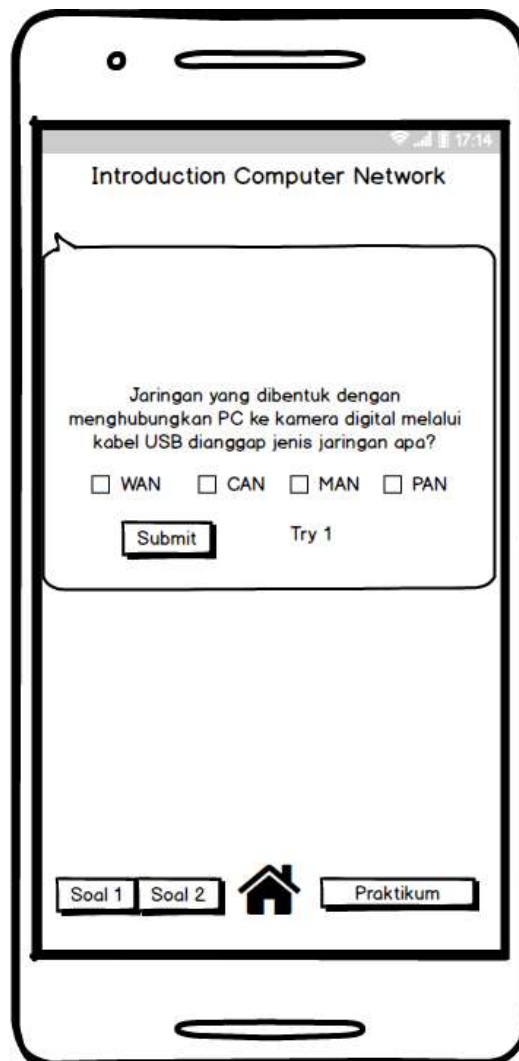 17:14
Introduction Computer Network
Jaringan yang dibentuk dengan
menghubungkan PC ke kamera digital melalui
kabel USB dianggap jenis jaringan apa?
WAN CAN MAN PAN
Submit Try 1
Soal 1 Soal 2 Praktikum